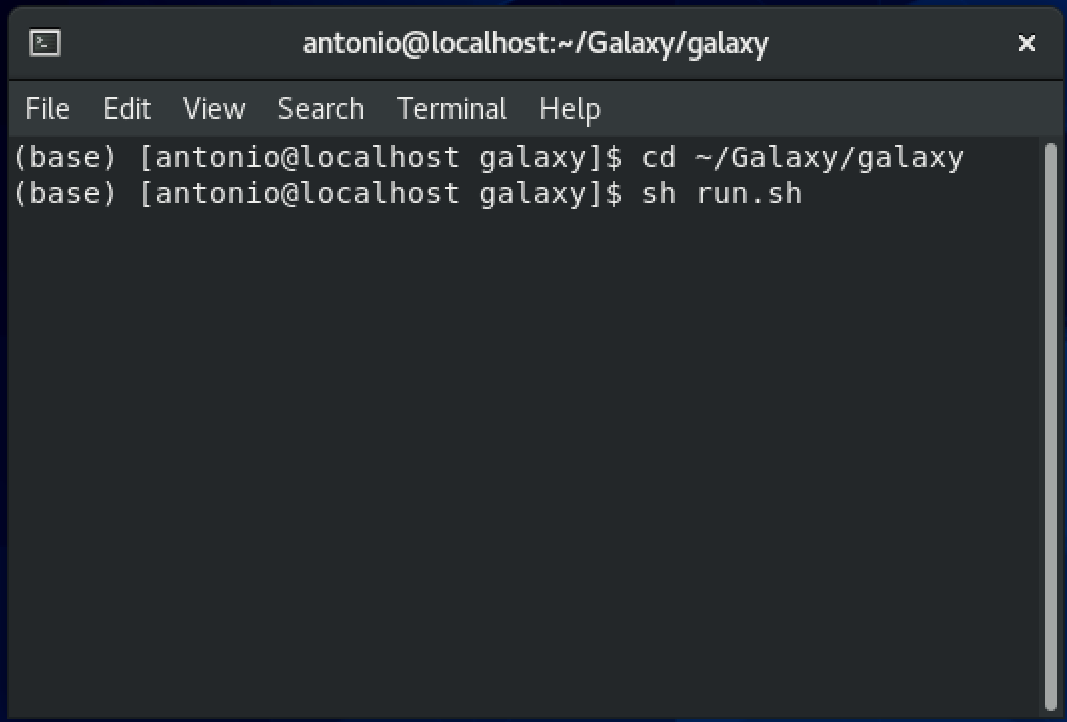 antonio@localhost:~/Galaxy/galaxy ×
File Edit View Search Terminal Help
(base) [antonio@localhost galaxy]$ cd ~/Galaxy/galaxy
(base) [antonio@localhost galaxy]$ sh run.sh